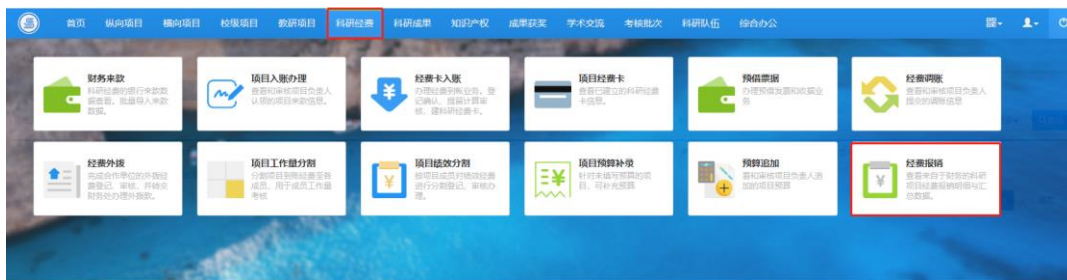 首页 纵向项目 横向项目 校级项目 教研项目 科研经费 科研成果 知识产权 成果获奖 学术交流 考核批次 科研队伍 综合办公
财务来款
科研经费的银行来款数
据查看。批量导入来款
数据。
项目入账办理
查看和审核项目负责人
认领的项目来款信息。
经费卡入账
办理经费到账业务。登
记确认、提留计算审
核、建科研经费卡。
项目经费卡
查看已建立的科研经费
卡信息。
预借票据
办理预借发票和收据业
务
经费调账
查看和审核项目负责人
提交的调账信息
经费外拨
完成合作单位的外拨经
费登记、审核、并转交
财务处办理外拨款。
项目工作量分割
分割项目到账经费至各
成员。用于成员工作量
考核
项目绩效分割
按项目成员对绩效经费
进行分割登记、审核办
理。
项目预算补录
针对未填写预算的项
目，可补充预算
预算追加
看和审核项目负责人追
加的项目预算
经费报销
查看来自于财务的科研
项目经费报销明细与汇
总数据。